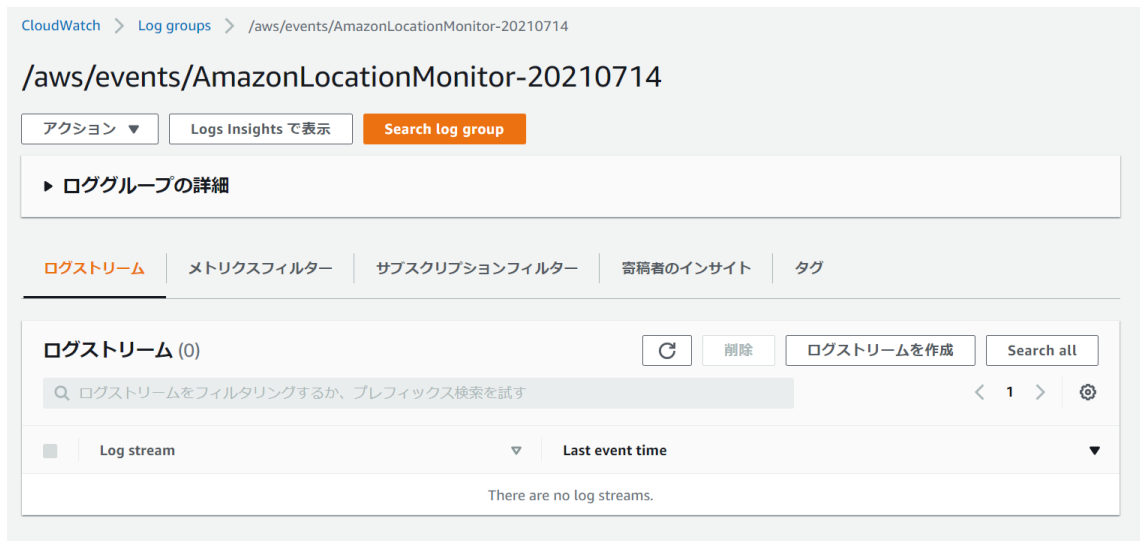 CloudWatch > Log groups > /aws/events/AmazonLocationMonitor-20210714
/aws/events/AmazonLocationMonitor-20210714
アクション ▼ Logs Insights で表示 Search log group
▶ ロググループの詳細
ログストリーム メトリクスフィルター サブスクリプションフィルター 寄稿者のインサイト タグ
ログストリーム (0) 削除 ログストリームを作成 Search all
ログストリームをフィルタリングするか、プレフィックス検索を試す < 1 >
Log stream Last event time
There are no log streams.